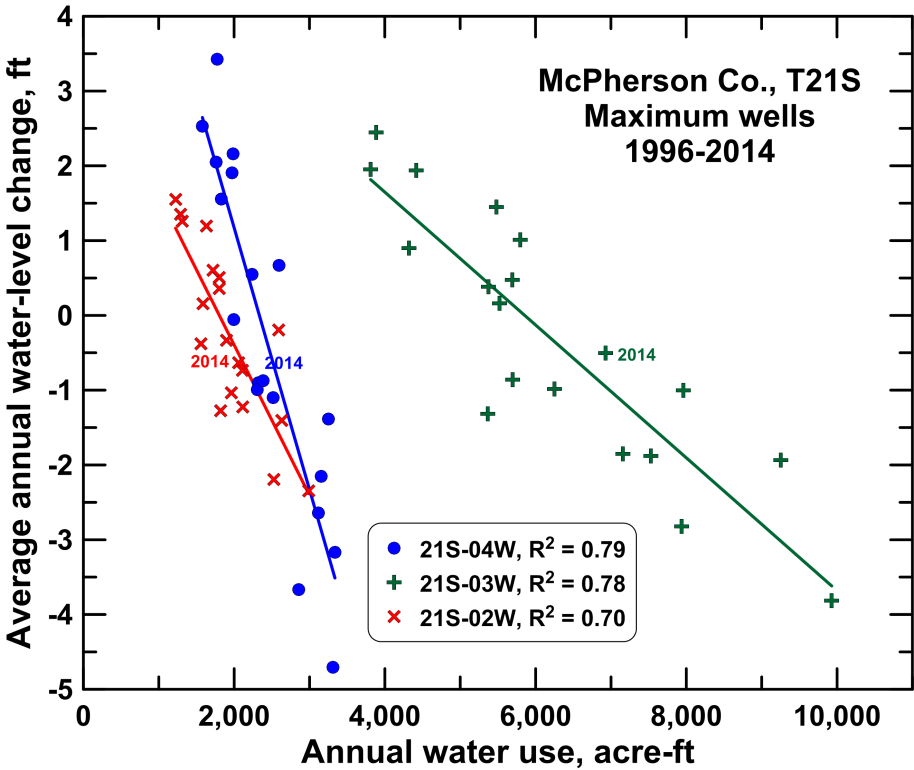 McPherson Co., T21S
Maximum wells
1996-2014
Average annual water-level change, ft
4
3
2
1
0
-1
-2
-3
-4
-5
2014
2014
2014
21S-04W, R² = 0.79
21S-03W, R² = 0.78
21S-02W, R² = 0.70
0
2,000
4,000
6,000
8,000
10,000
Annual water use, acre-ft